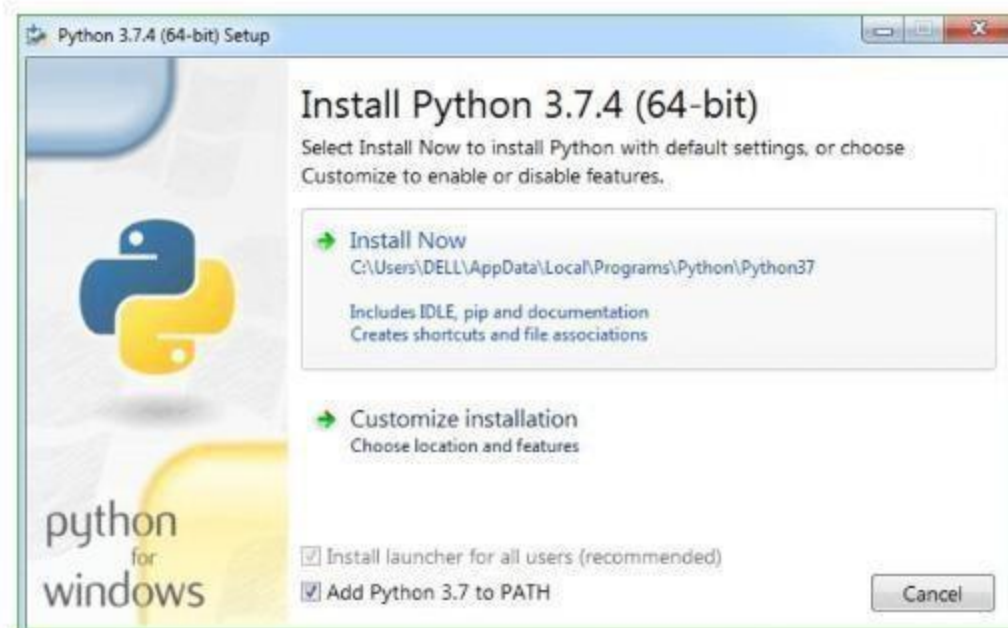 Python 3.7.4 (64-bit) Setup
Install Python 3.7.4 (64-bit)
Select Install Now to install Python with default settings, or choose
Customize to enable or disable features.
Install Now
C:\Users\DELL\AppData\Local\Programs\Python\Python37
Includes IDLE, pip and documentation
Creates shortcuts and file associations
Customize installation
Choose location and features
python
for
windows
Install launcher for all users (recommended)
Add Python 3.7 to PATH
Cancel